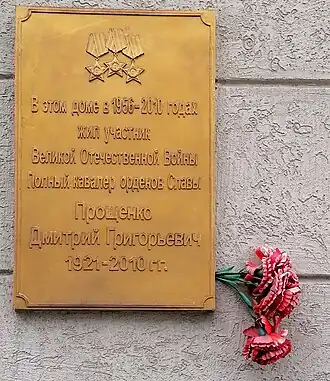 В этом доме в 1956-2010 годах
жил участник
Великой Отечественной Войны
Полный кавалер орденов Славы
Прощенко
Дмитрий Григорьевич
1921-2010 гг.